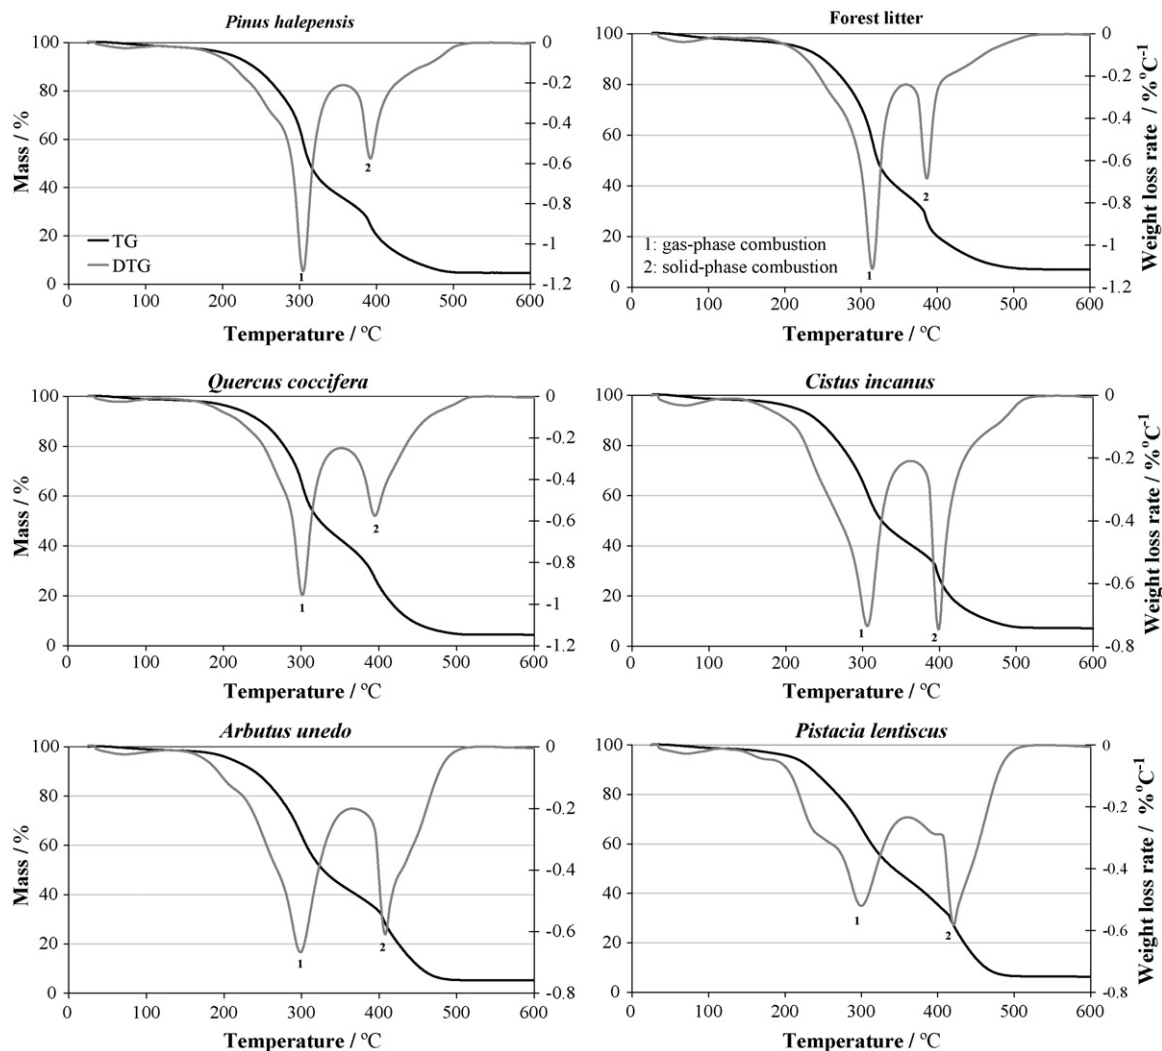 Pinus halepensis
Forest litter
100 0 100 0
80 -0.2 80 -0.2
60 -0.4 60 -0.4
40 -0.6 40 -0.6
20 -0.8 20 -0.8
0 -1 0 -1
-1.2 -1.2
Mass / %
Weight loss rate / %ºC-1
TG
DTG
1 2
1 2
1: gas-phase combustion
2: solid-phase combustion
0 100 200 300 400 500 600 0 100 200 300 400 500 600
Temperature / ºC Temperature / ºC
Quercus coccifera
Cistus incanus
100 0 100 0
80 -0.2 80 -0.2
60 -0.4 60 -0.4
40 -0.6 40 -0.6
20 -0.8 20 -0.8
0 -1 0
-1.2
Mass / %
Weight loss rate / %ºC-1
1 2
1 2
0 100 200 300 400 500 600 0 100 200 300 400 500 600
Temperature / ºC Temperature / ºC
Arbutus unedo
Pistacia lentiscus
100 0 100 0
80 -0.2 80 -0.2
60 -0.4 60 -0.4
40 -0.6 40 -0.6
20 -0.8 20 -0.8
0 0
Mass / %
Weight loss rate / %ºC-1
1 2
1 2
0 100 200 300 400 500 600 0 100 200 300 400 500 600
Temperature / ºC Temperature / ºC